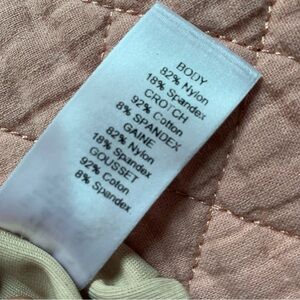 BODY
82% Nylon
18% Spandex
CROTCH
92% Cotton
8% SPANDEX
GAINE
82% Nylon
18% Spandex
GOUSSET
92% Coton
8% Spandex